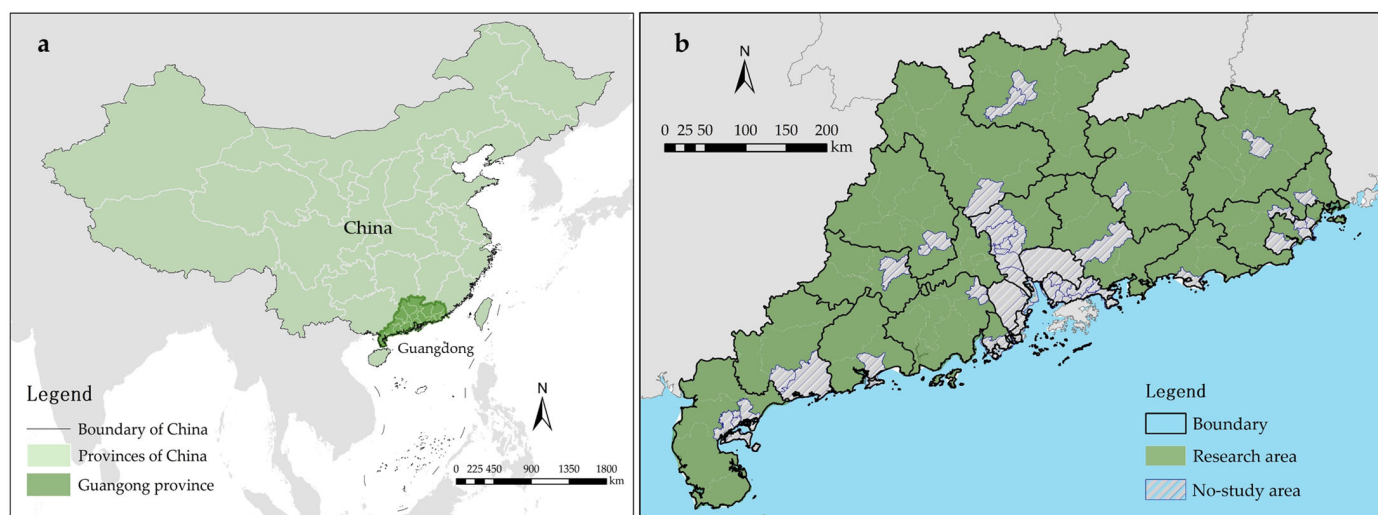 a
N
China
Guangdong
Legend
Boundary of China
Provinces of China
Guangong province
0 225 450 900 1350 1800
km
b
N
0 25 50 100 150 200
km
Legend
Boundary
Research area
No-study area